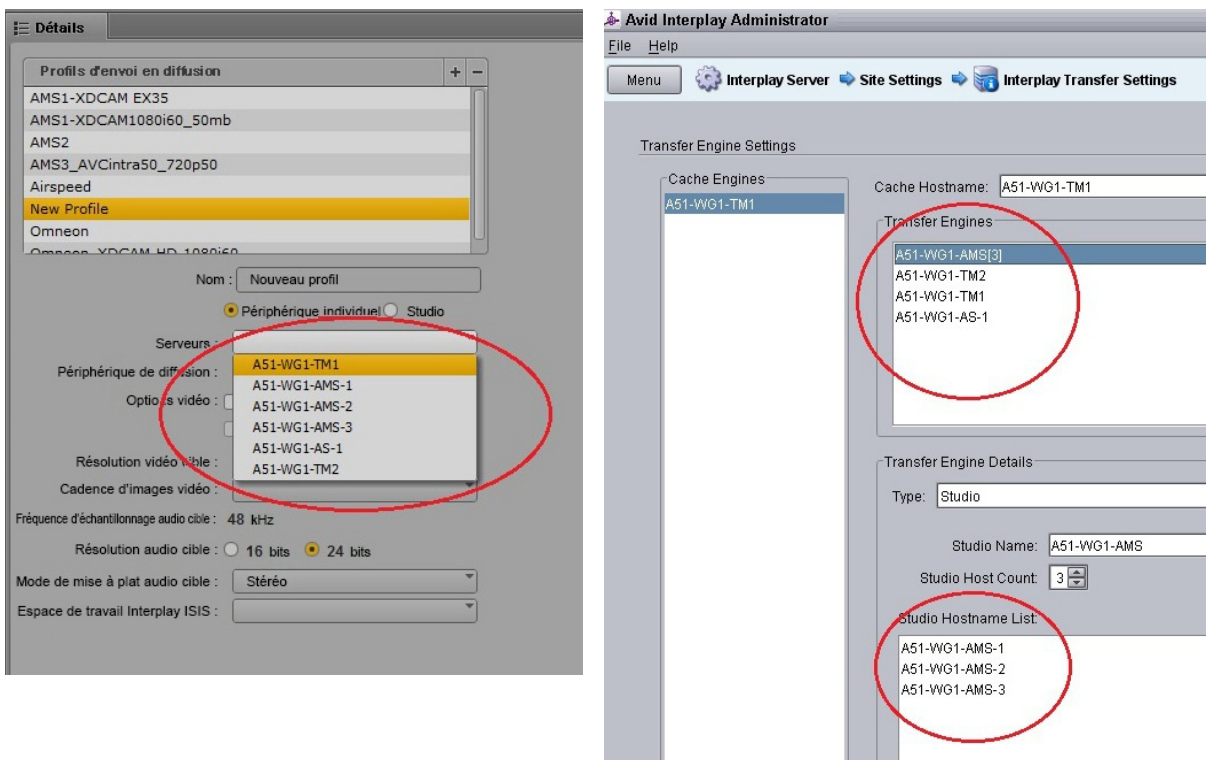 Détails
Profils d'envoi en diffusion + −
AMS1-XDCAM EX35
AMS1-XDCAM1080i60_50mb
AMS2
AMS3_AVCintra50_720p50
Airspeed
New Profile
Omneon
Omneon_XDCAM HD 1080i60
Nom : Nouveau profil
Périphérique individuel Studio
Serveurs :
A51-WG1-TM1
Périphérique de diffusion :
A51-WG1-AMS-1
Options vidéo :
A51-WG1-AMS-2
A51-WG1-AMS-3
A51-WG1-AS-1
Résolution vidéo cible :
A51-WG1-TM2
Cadence d'images vidéo :
Fréquence d'échantillonnage audio cible : 48 kHz
Résolution audio cible : 16 bits 24 bits
Mode de mise à plat audio cible : Stéréo
Espace de travail Interplay ISIS :
Avid Interplay Administrator
File Help
Menu Interplay Server Site Settings Interplay Transfer Settings
Transfer Engine Settings
Cache Engines
A51-WG1-TM1
Cache Hostname: A51-WG1-TM1
Transfer Engines
A51-WG1-AMS[3]
A51-WG1-TM2
A51-WG1-TM1
A51-WG1-AS-1
Transfer Engine Details
Type: Studio
Studio Name: A51-WG1-AMS
Studio Host Count: 3
Studio Hostname List:
A51-WG1-AMS-1
A51-WG1-AMS-2
A51-WG1-AMS-3